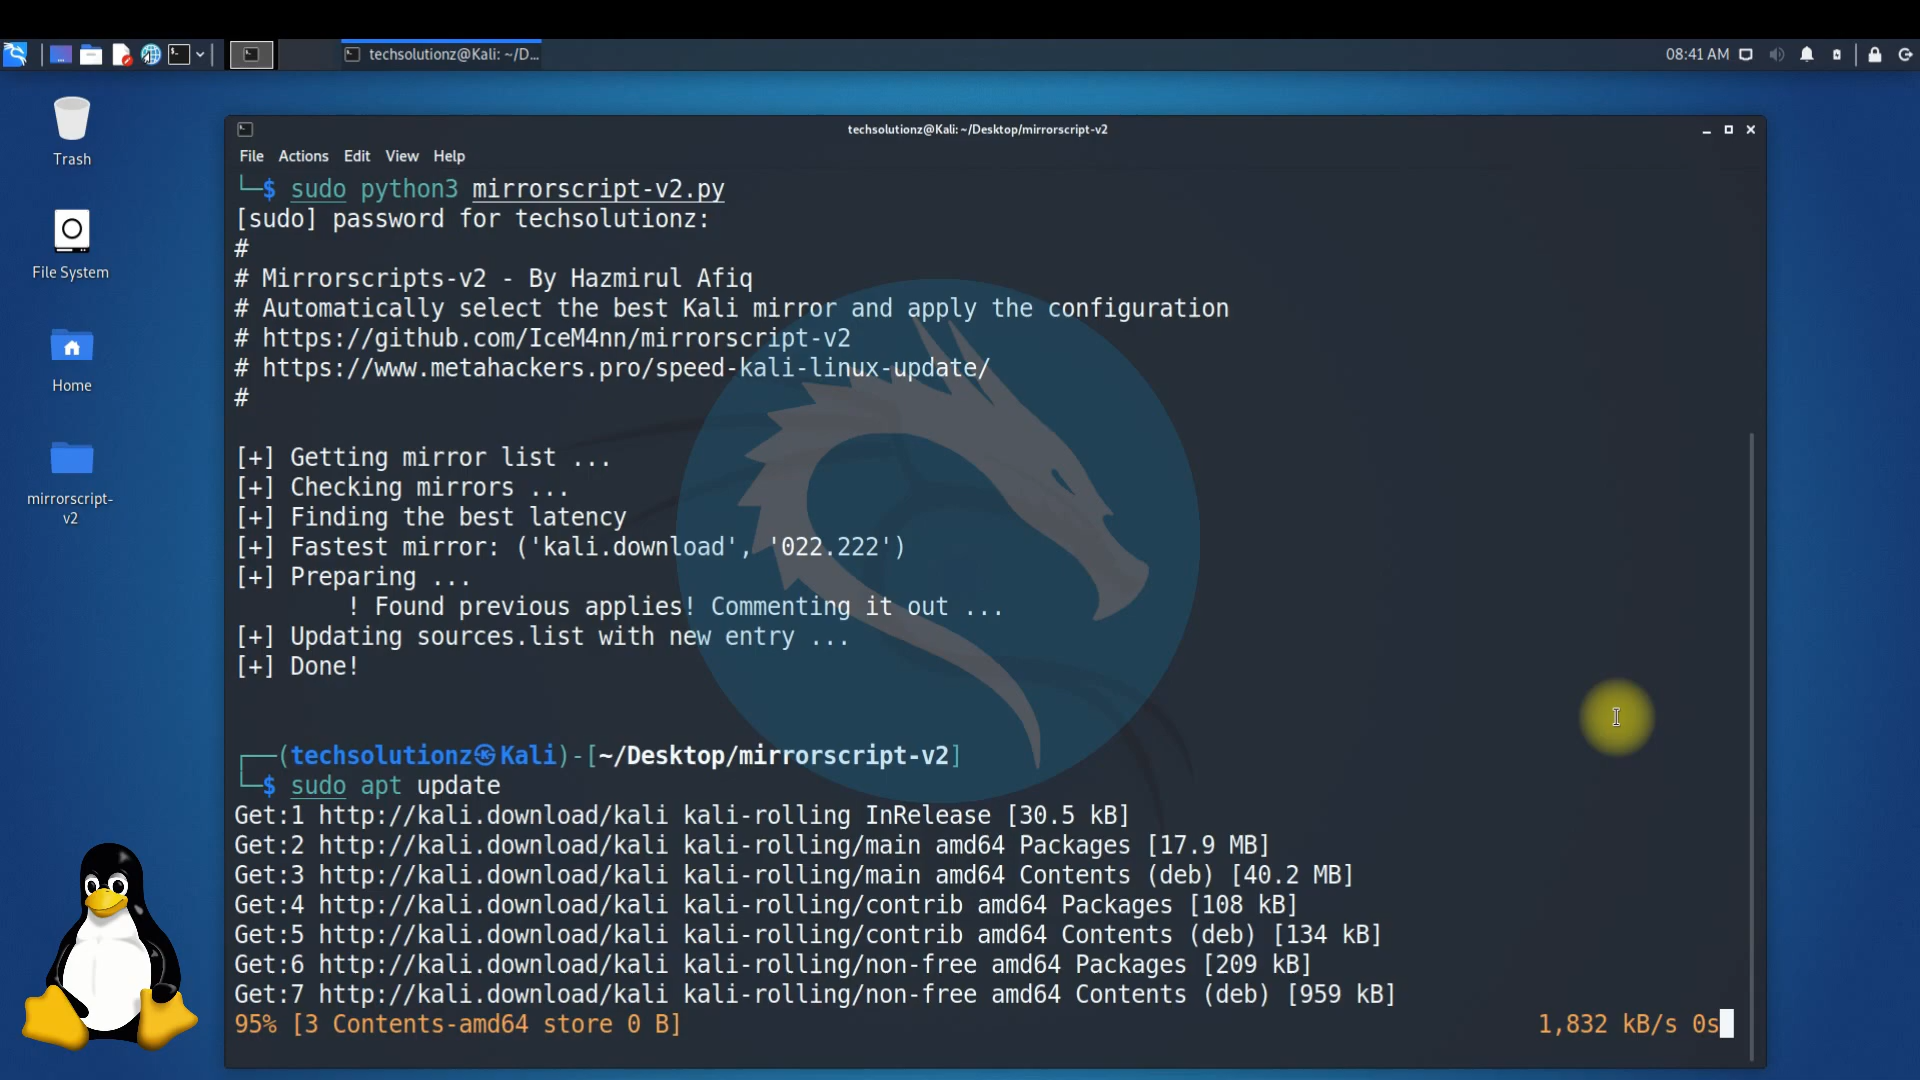 techsolutionz@Kali: ~/D...
08:41 AM
Trash
File System
Home
mirrorscript-
v2
techsolutionz@Kali: ~/Desktop/mirrorscript-v2
File Actions Edit View Help
└─$ sudo python3 mirrorscript-v2.py
[sudo] password for techsolutionz:
#
# Mirrorscripts-v2 - By Hazmirul Afiq
# Automatically select the best Kali mirror and apply the configuration
# https://github.com/IceM4nn/mirrorscript-v2
# https://www.metahackers.pro/speed-kali-linux-update/
#
[+] Getting mirror list ...
[+] Checking mirrors ...
[+] Finding the best latency
[+] Fastest mirror: ('kali.download', '022.222')
[+] Preparing ...
! Found previous applies! Commenting it out ...
[+] Updating sources.list with new entry ...
[+] Done!
┌──(techsolutionz㉿Kali)-[~/Desktop/mirrorscript-v2]
└─$ sudo apt update
Get:1 http://kali.download/kali kali-rolling InRelease [30.5 kB]
Get:2 http://kali.download/kali kali-rolling/main amd64 Packages [17.9 MB]
Get:3 http://kali.download/kali kali-rolling/main amd64 Contents (deb) [40.2 MB]
Get:4 http://kali.download/kali kali-rolling/contrib amd64 Packages [108 kB]
Get:5 http://kali.download/kali kali-rolling/contrib amd64 Contents (deb) [134 kB]
Get:6 http://kali.download/kali kali-rolling/non-free amd64 Packages [209 kB]
Get:7 http://kali.download/kali kali-rolling/non-free amd64 Contents (deb) [959 kB]
95% [3 Contents-amd64 store 0 B] 1,832 kB/s 0s